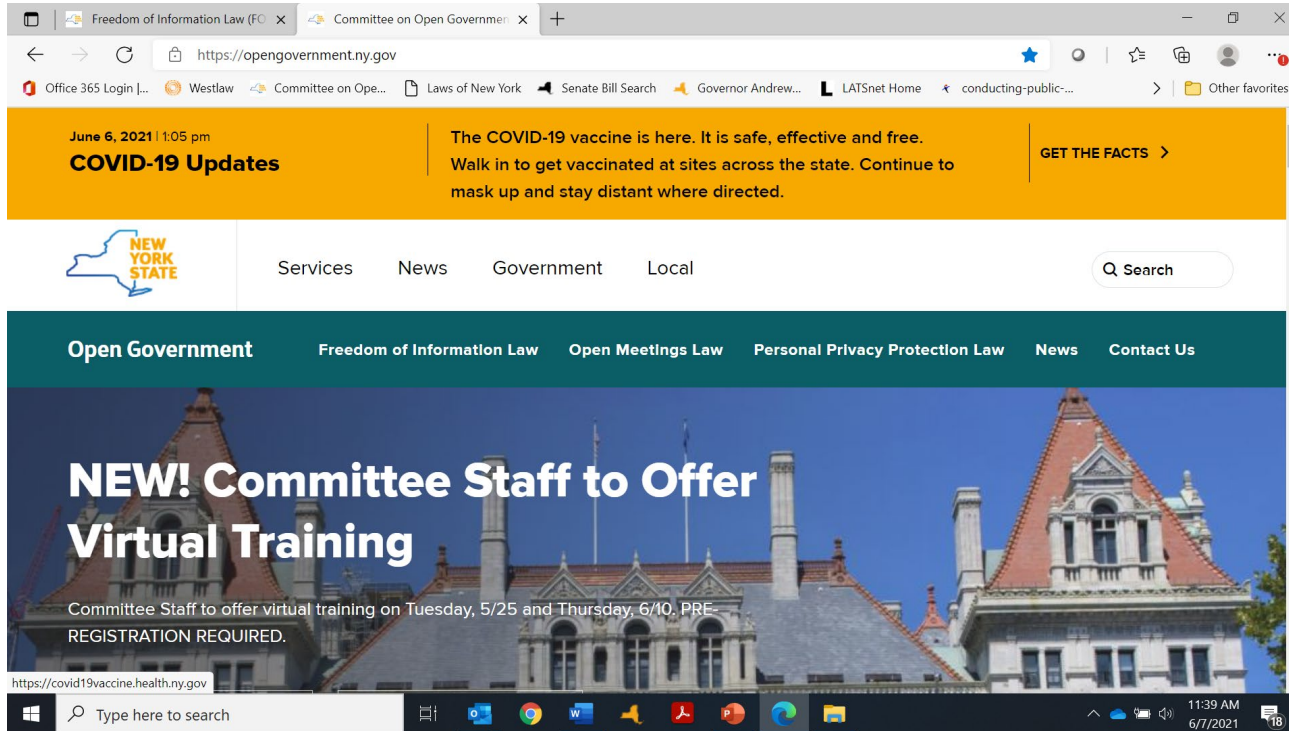 Freedom of Information Law (FO
Committee on Open Governmen
https://opengovernment.ny.gov
Office 365 Login |...
Westlaw
Committee on Ope...
Laws of New York
Senate Bill Search
Governor Andrew...
LATSnet Home
conducting-public-...
Other favorites
June 6, 2021 | 1:05 pm
COVID-19 Updates
The COVID-19 vaccine is here. It is safe, effective and free.
Walk in to get vaccinated at sites across the state. Continue to
mask up and stay distant where directed.
GET THE FACTS
NEW
YORK
STATE
Services
News
Government
Local
Search
Open Government
Freedom of Information Law
Open Meetings Law
Personal Privacy Protection Law
News
Contact Us
NEW! Committee Staff to Offer
Virtual Training
Committee Staff to offer virtual training on Tuesday, 5/25 and Thursday, 6/10. PRE-
REGISTRATION REQUIRED.
https://covid19vaccine.health.ny.gov
Type here to search
11:39 AM
6/7/2021
18